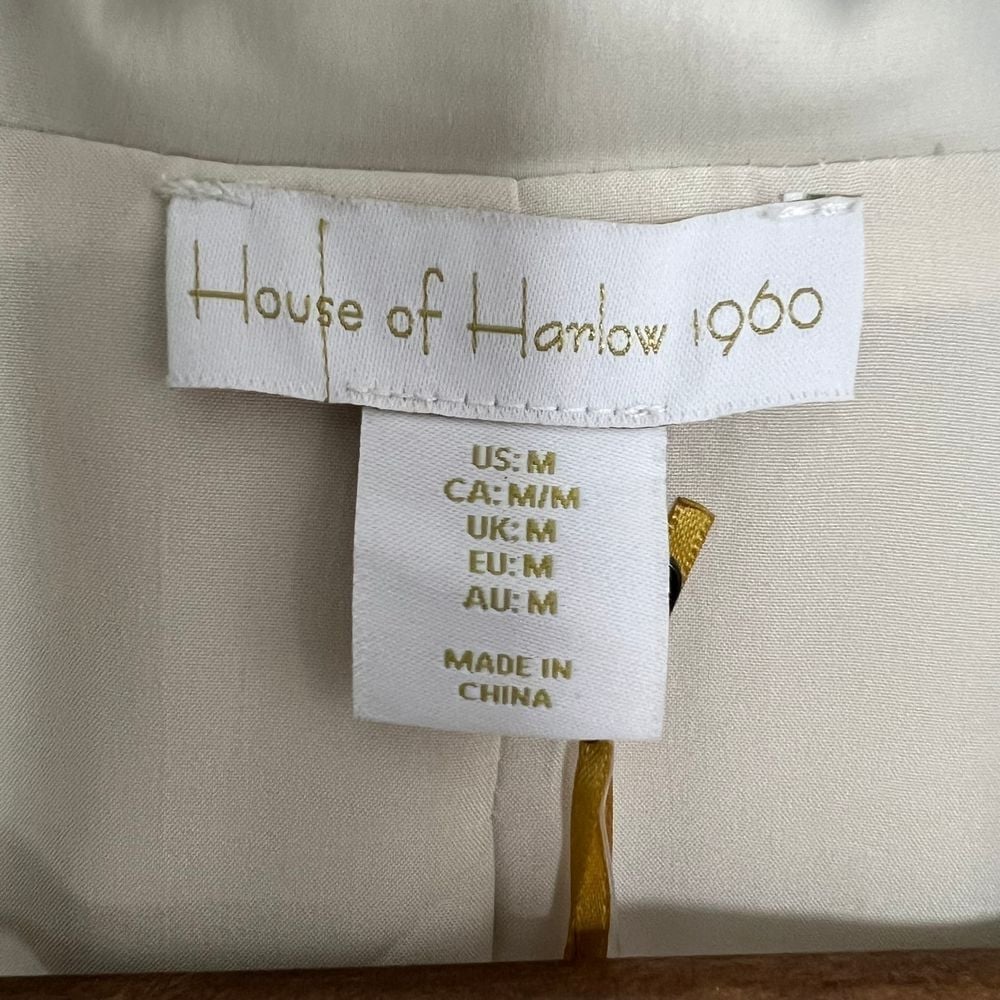 House of Harlow 1960
US: M
CA: M/M
UK: M
EU: M
AU: M
MADE IN
CHINA